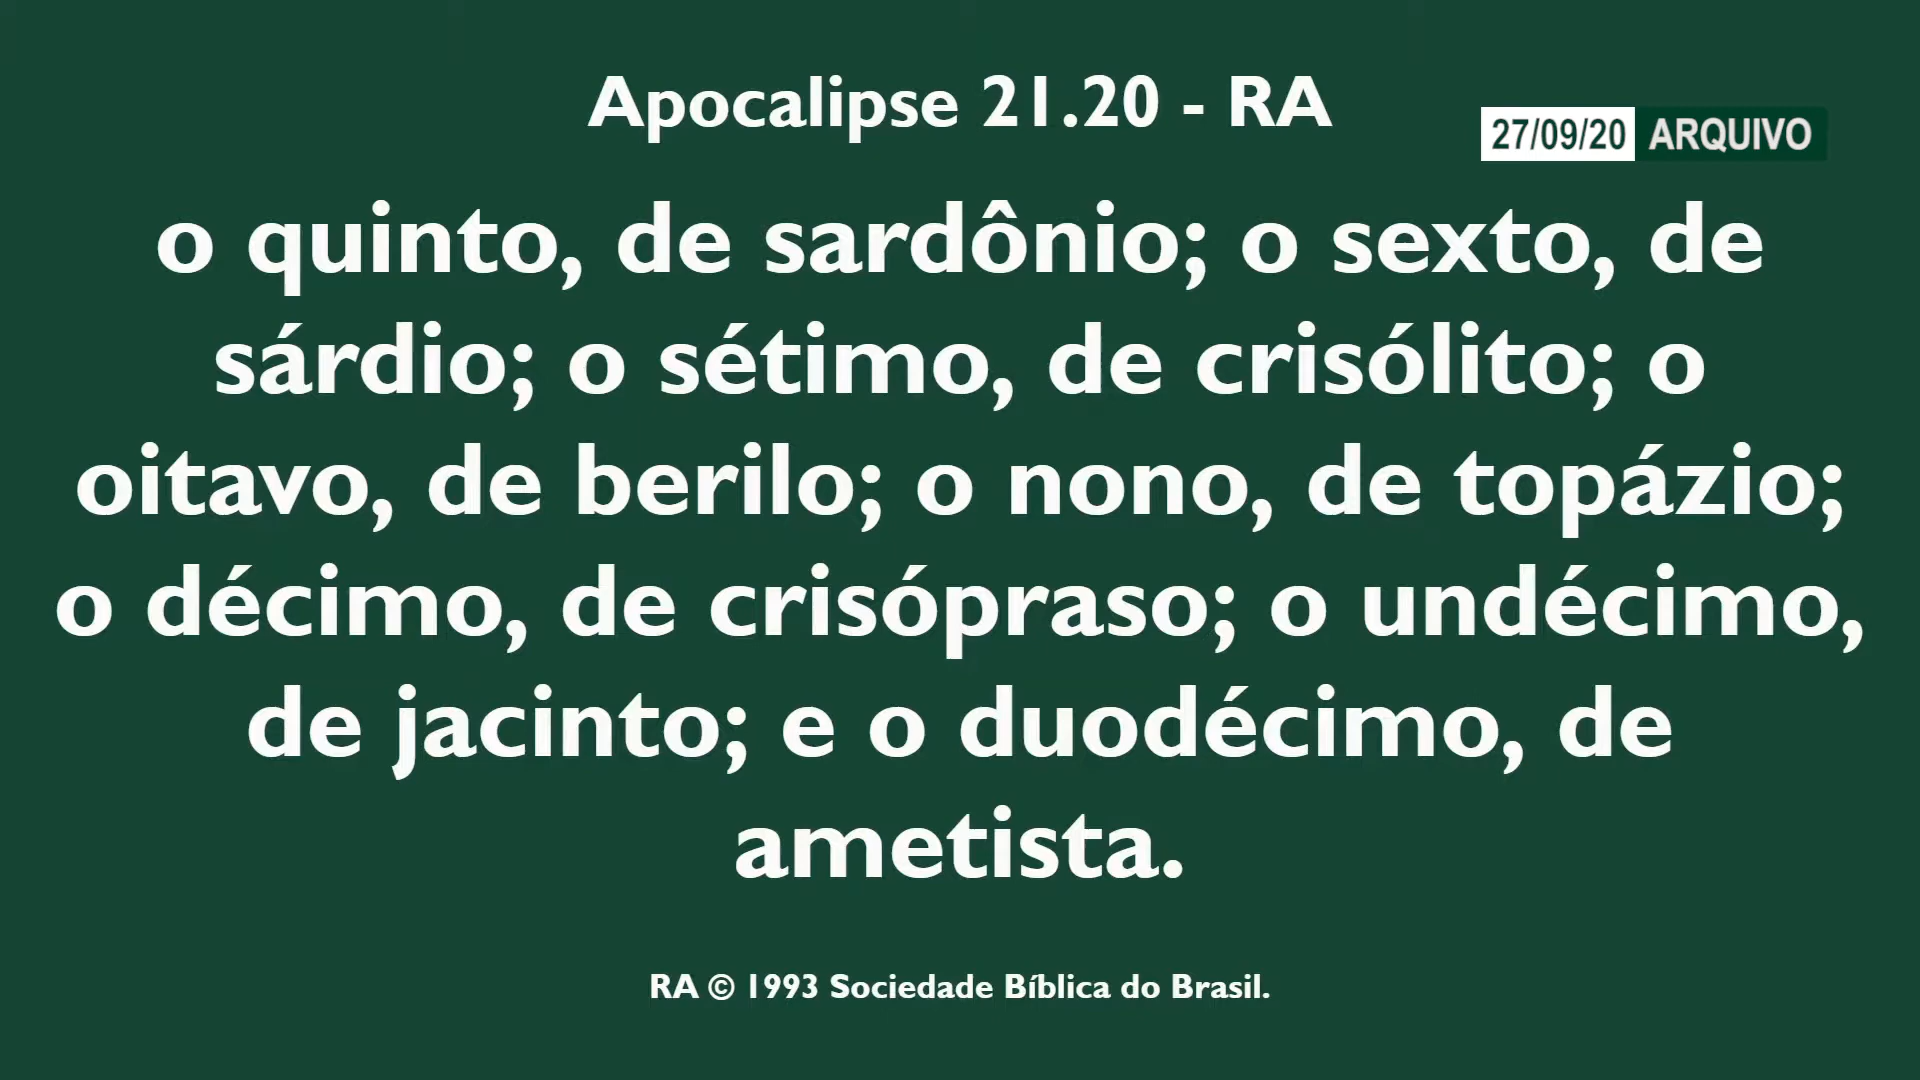 Apocalipse 21.20 - RA
27/09/20 ARQUIVO
o quinto, de sardônio; o sexto, de
sárdio; o sétimo, de crisólito; o
oitavo, de berilo; o nono, de topázio;
o décimo, de crisópraso; o undécimo,
de jacinto; e o duodécimo, de
ametista.
RA © 1993 Sociedade Bíblica do Brasil.